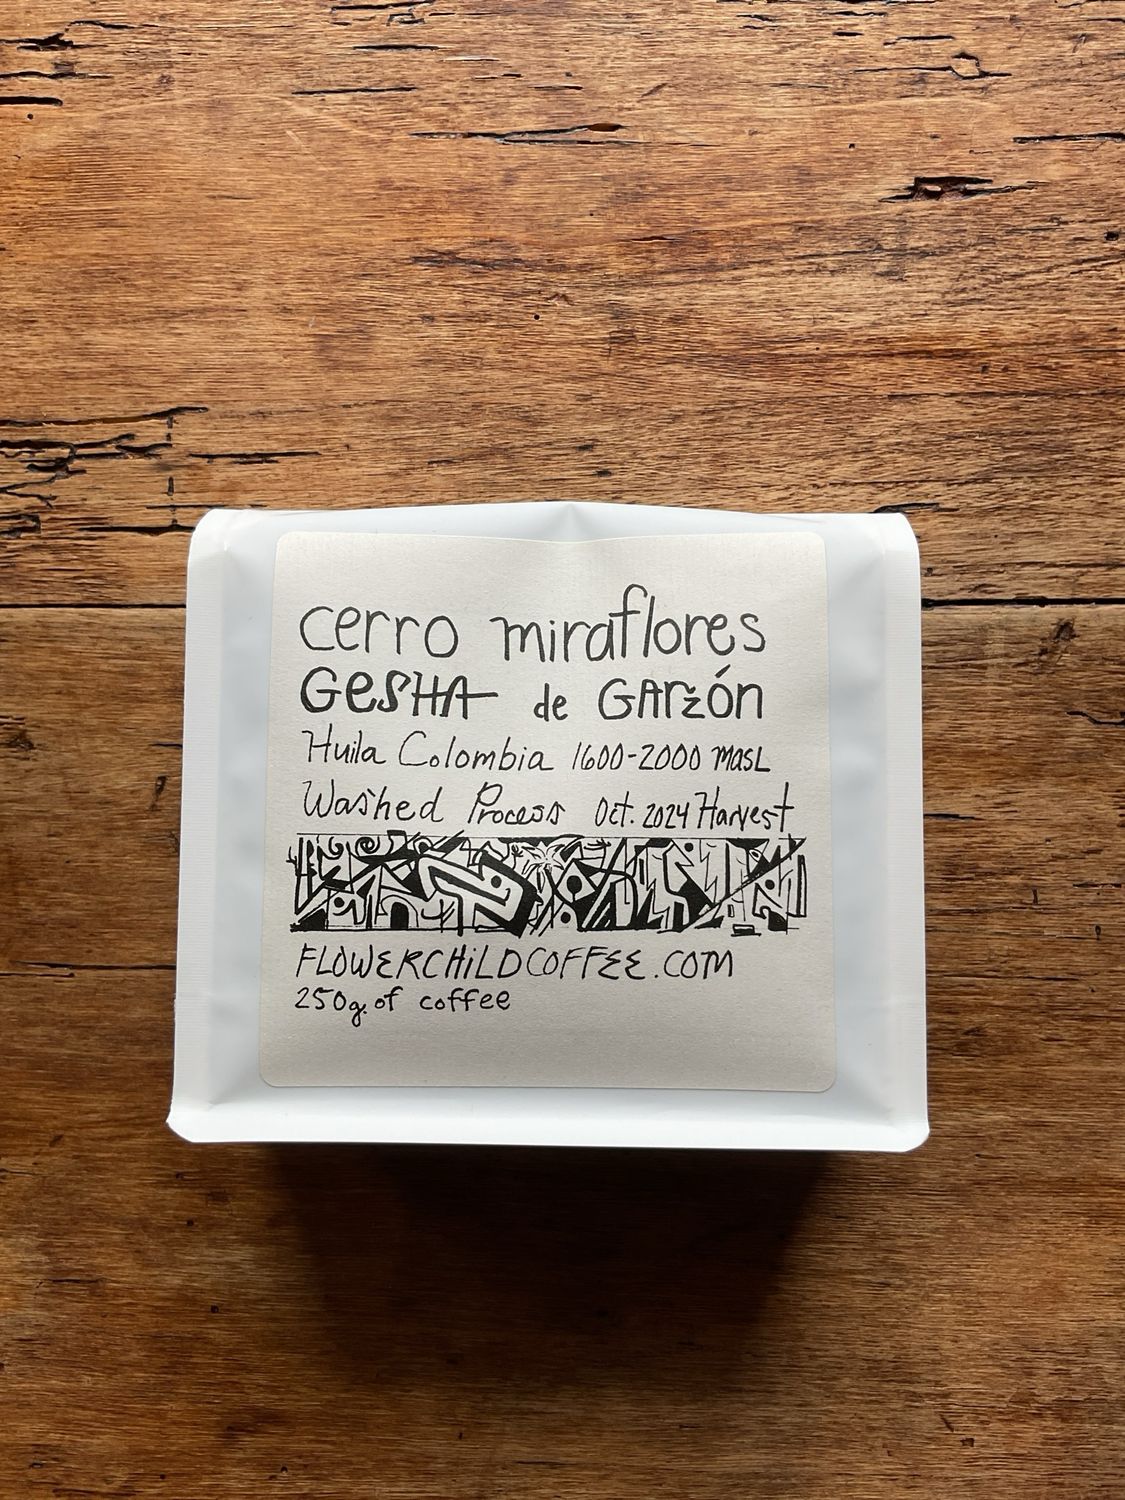 cerro miraflores
GesHA de GARzón
Huila Colombia 1600-2000 masL
Washed Process Oct. 2024 Harvest
FLOWERCHiLDCOFFEE.COM
250g. of coffee